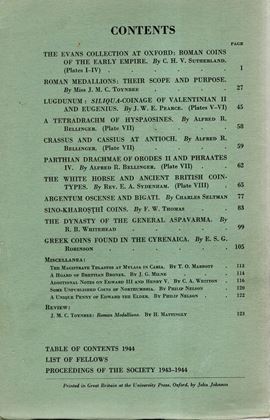 CONTENTS
PAGE
THE EVANS COLLECTION AT OXFORD: ROMAN COINS
OF THE EARLY EMPIRE. By C. H. V. SUTHERLAND.
(Plates I–IV) . . . . . . . 1
ROMAN MEDALLIONS: THEIR SCOPE AND PURPOSE.
By Miss J. M. C. TOYNBEE . . . . . 27
LUGDUNUM: SILIQUA-COINAGE OF VALENTINIAN II
AND EUGENIUS. By J. W. E. PEARCE. (Plates V–VI) 45
A TETRADRACHM OF HYSPAOSINES. By ALFRED R.
BELLINGER. (Plate VII) . . . . . 58
CRASSUS AND CASSIUS AT ANTIOCH. By ALFRED R.
BELLINGER. (Plate VII) . . . . . 59
PARTHIAN DRACHMAE OF ORODES II AND PHRAATES
IV. By ALFRED R. BELLINGER. (Plate VII) . . 62
THE WHITE HORSE AND ANCIENT BRITISH COIN-
TYPES. By REV. E. A. SYDENHAM. (Plate VIII) . 65
ARGENTUM OSCENSE AND BIGATI. By CHARLES SELTMAN 77
SINO-KHAROṢṬHĪ COINS. By F. W. THOMAS . . 83
THE DYNASTY OF THE GENERAL ASPAVARMA. By
R. B. WHITEHEAD . . . . . . 99
GREEK COINS FOUND IN THE CYRENAICA. By E. S. G.
ROBINSON . . . . . . . 105
MISCELLANEA:
THE MAGISTRATE TELASTES AT MYLASA IN CARIA. BY T. O. MABBOTT . 113
A HOARD OF BRUTTIAN BRONZE. BY J. G. MILNE . . . 114
ADDITIONAL NOTES ON EDWARD III AND HENRY V. BY C. A. WHITTON . 116
SOME UNPUBLISHED COINS OF NORTHUMBRIA. BY PHILIP NELSON . 120
A UNIQUE PENNY OF EDWARD THE ELDER. BY PHILIP NELSON . 122
REVIEW:
J. M. C. TOYNBEE: Roman Medallions. BY H. MATTINGLY . . 123
TABLE OF CONTENTS 1944
LIST OF FELLOWS
PROCEEDINGS OF THE SOCIETY 1943–1944
Printed in Great Britain at the University Press, Oxford, by John Johnson